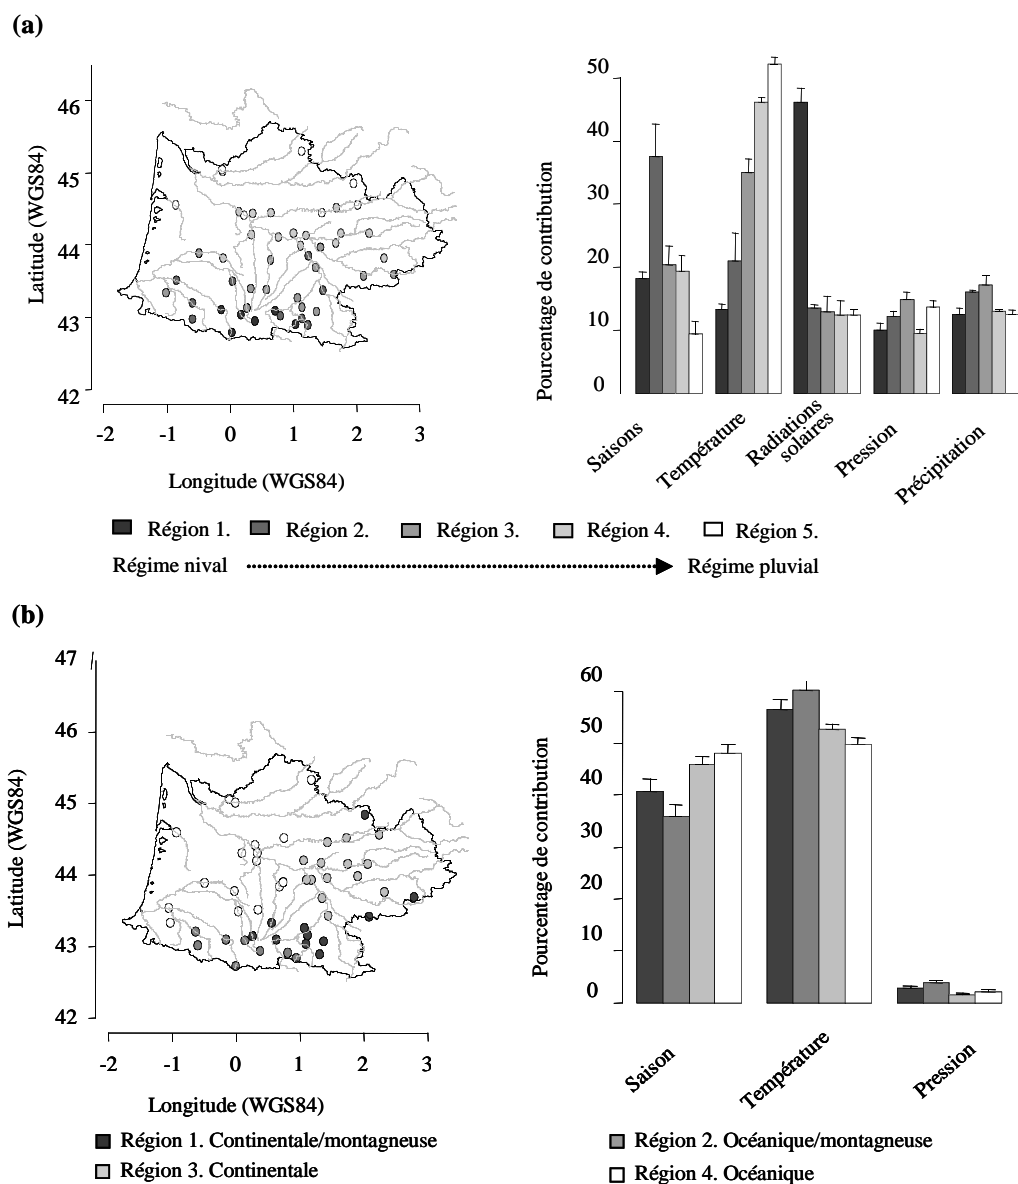 (a)
Latitude (WGS84)
46
45
44
43
42
-2 -1 0 1 2 3
Longitude (WGS84)
Pourcentage de contribution
50
40
30
20
10
0
Saisons
Température
Radiations
solaires
Pression
Précipitation
Région 1. Région 2. Région 3. Région 4. Région 5.
Régime nival Régime pluvial
(b)
Latitude (WGS84)
47
46
45
44
43
42
-2 -1 0 1 2 3
Longitude (WGS84)
Pourcentage de contribution
60
50
40
30
20
10
0
Saison
Température
Pression
Région 1. Continentale/montagneuse
Région 2. Océanique/montagneuse
Région 3. Continentale
Région 4. Océanique